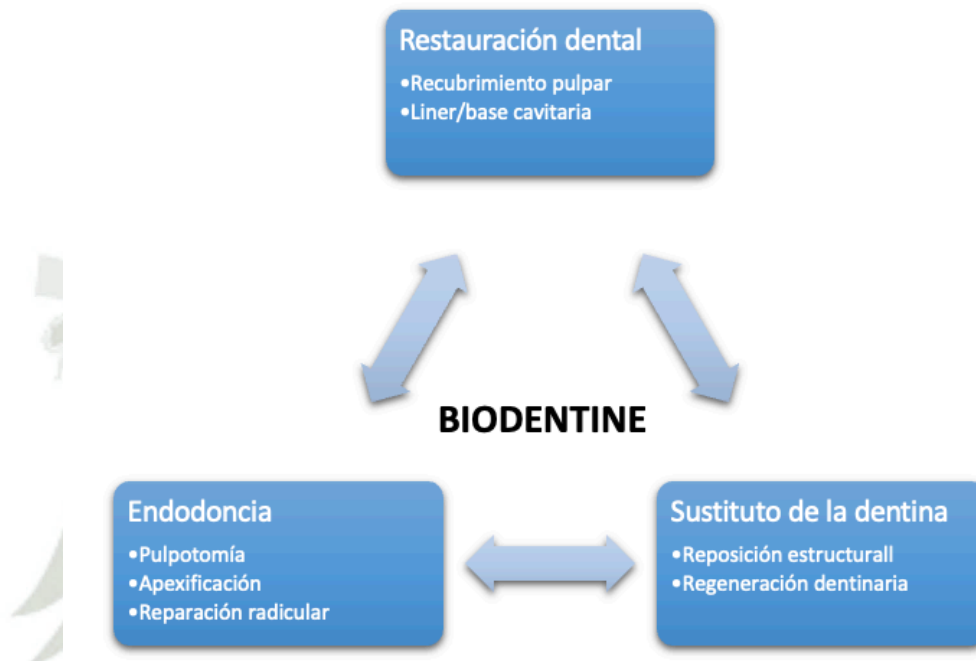 Restauración dental
•Recubrimiento pulpar
•Liner/base cavitaria
BIODENTINE
Endodoncia
•Pulpotomía
•Apexificación
•Reparación radicular
Sustituto de la dentina
•Reposición estructurall
•Regeneración dentinaria